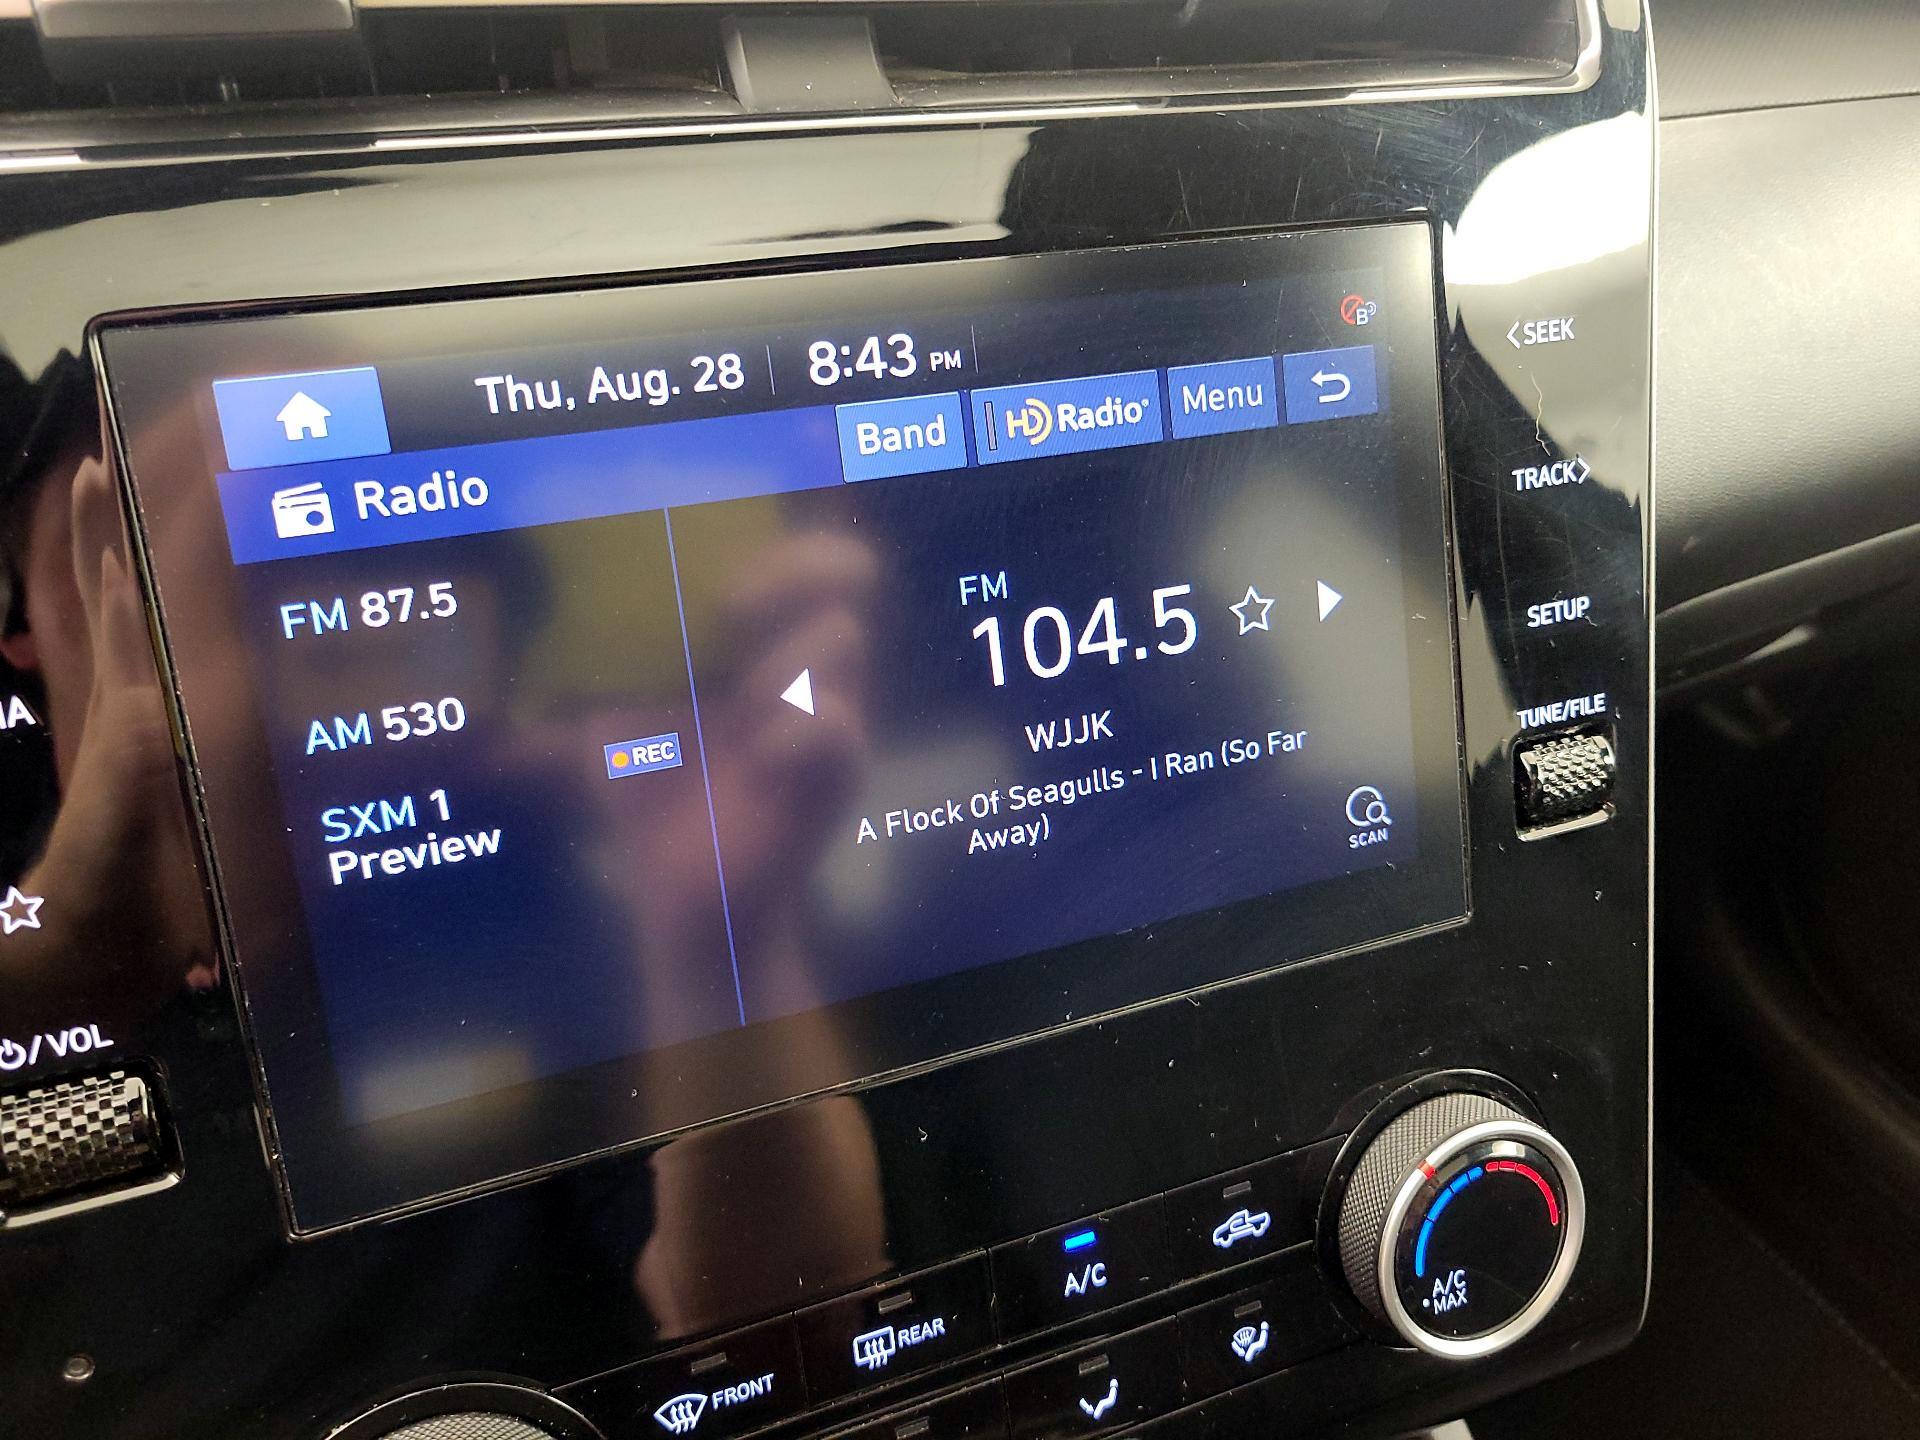 Thu, Aug. 28 8:43 PM
B
Band HD Radio Menu
Radio
FM 87.5
AM 530
REC
SXM 1
Preview
FM
104.5
WJJK
A Flock Of Seagulls - I Ran (So Far
Away)
SCAN
<SEEK
TRACK>
SETUP
TUNE/FILE
/VOL
A/C
REAR
FRONT
A/C
MAX